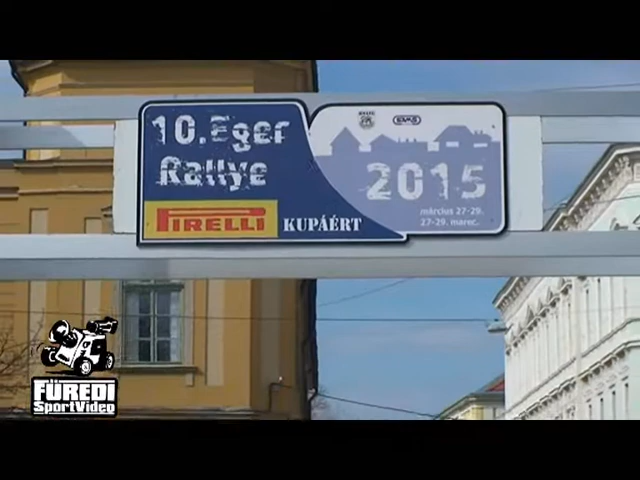 10.Eger
Rallye
PIRELLI KUPÁÉRT
2015
március 27-29.
27-29. marec.
FÜREDI
SportVideo